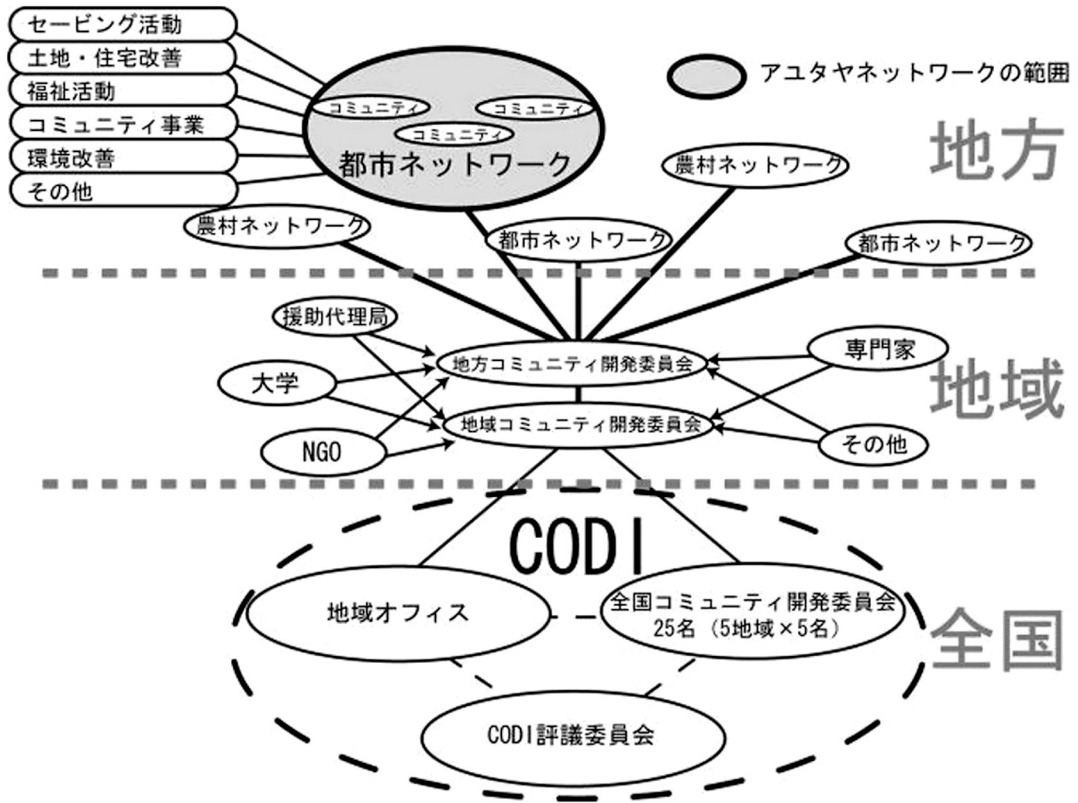 セービング活動
土地・住宅改善
福祉活動
コミュニティ事業
環境改善
その他
コミュニティ
コミュニティ
コミュニティ
都市ネットワーク
アユタヤネットワークの範囲
地方
農村ネットワーク
農村ネットワーク
都市ネットワーク
都市ネットワーク
援助代理局
大学
NGO
地方コミュニティ開発委員会
地域コミュニティ開発委員会
専門家
その他
地域
CODI
地域オフィス
全国コミュニティ開発委員会
25名（5地域×5名）
CODI評議委員会
全国